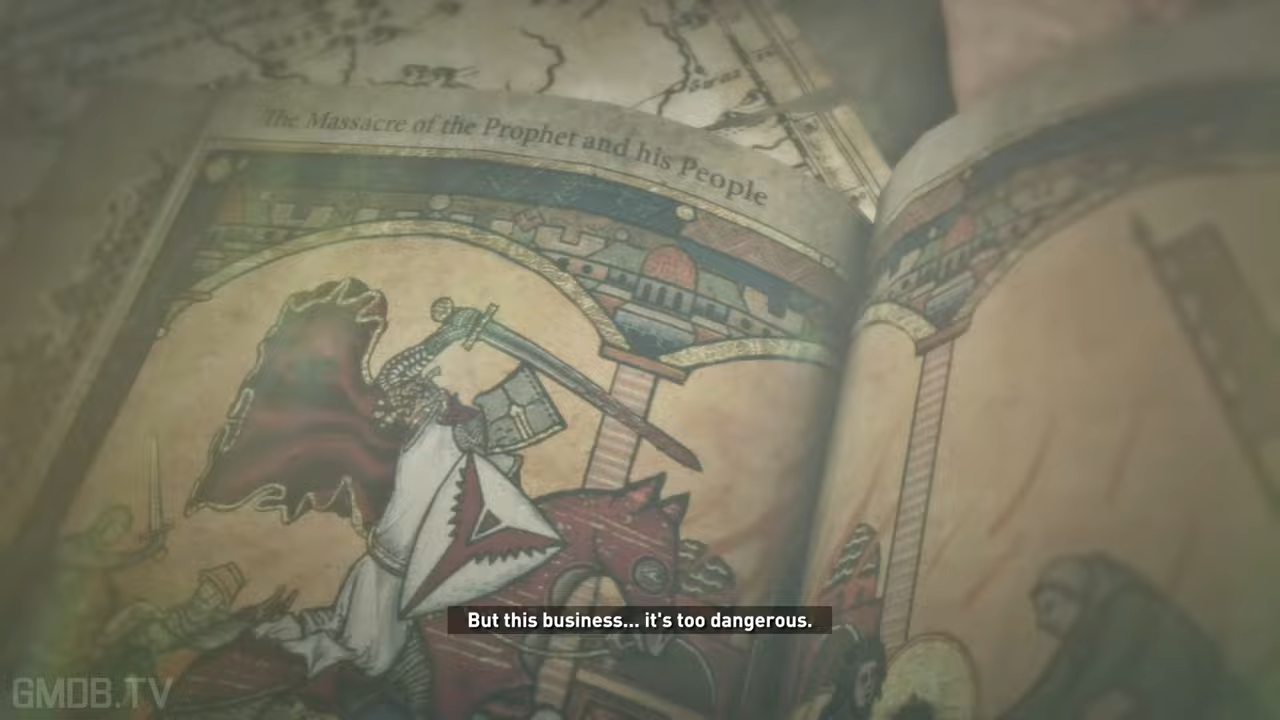 The Massacre of the Prophet and his People
But this business... it's too dangerous.
GMDB.TV